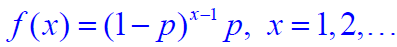 f(x) = (1 − p)^{x−1} p, x = 1, 2, …